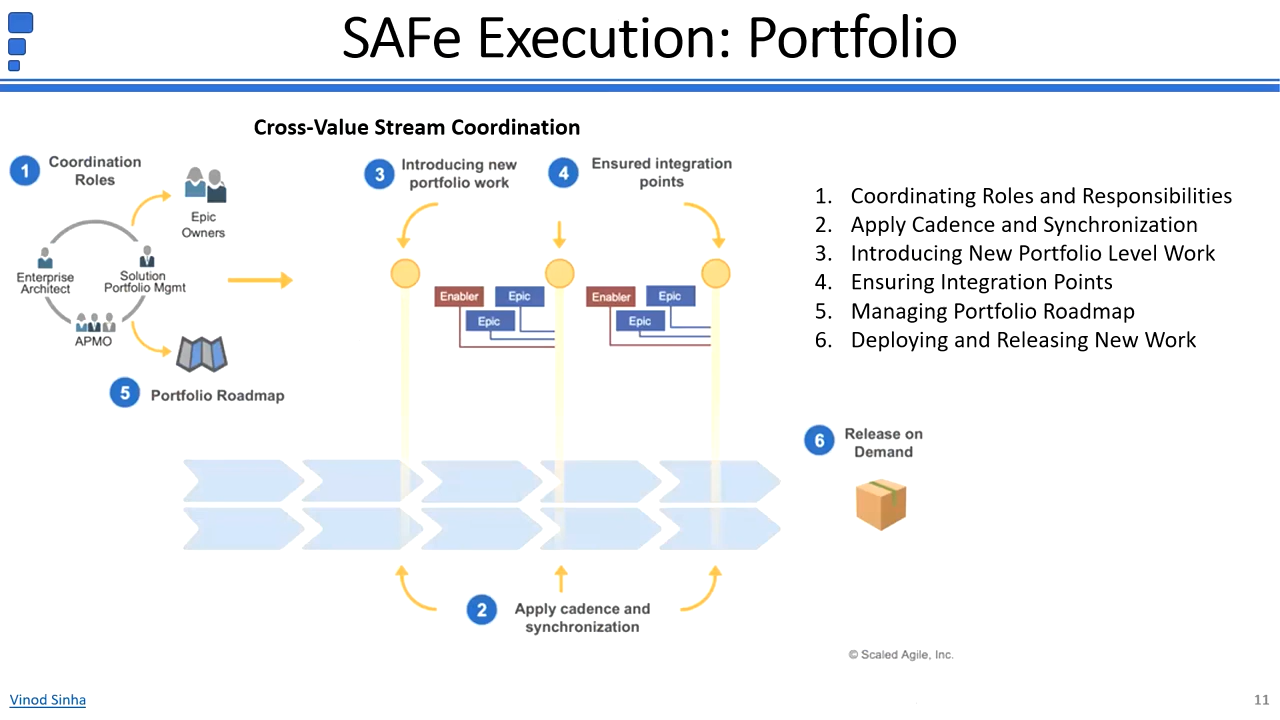 SAFe Execution: Portfolio
Cross-Value Stream Coordination
1
Coordination
Roles
Epic
Owners
Enterprise
Architect
Solution
Portfolio Mgmt
APMO
5
Portfolio Roadmap
3
Introducing new
portfolio work
4
Ensured integration
points
Enabler
Epic
Epic
Enabler
Epic
Epic
2
Apply cadence and
synchronization
1. Coordinating Roles and Responsibilities
2. Apply Cadence and Synchronization
3. Introducing New Portfolio Level Work
4. Ensuring Integration Points
5. Managing Portfolio Roadmap
6. Deploying and Releasing New Work
6
Release on
Demand
© Scaled Agile, Inc.
Vinod Sinha
11